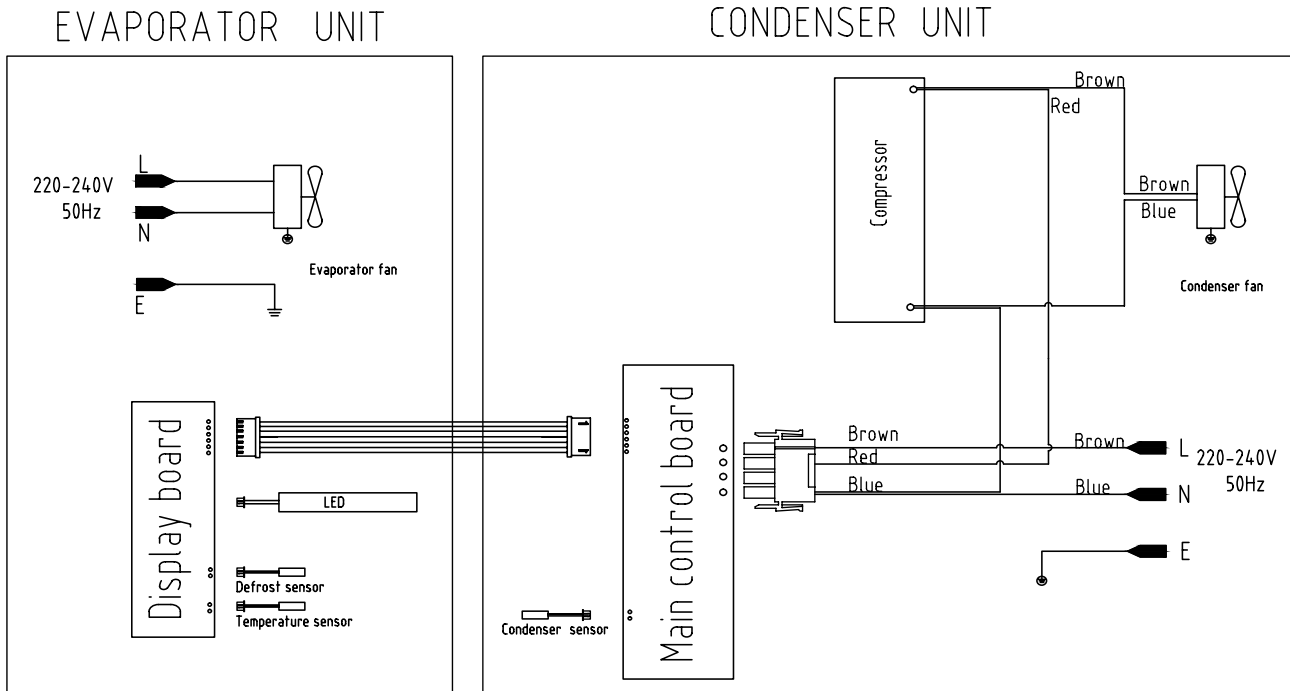 EVAPORATOR UNIT
CONDENSER UNIT
L
220-240V
50Hz
N
E
Evaporator fan
Display board
LED
Defrost sensor
Temperature sensor
Compressor
Brown
Red
Brown
Blue
Condenser fan
Main control board
1
Brown
Red
Blue
Brown
L
220-240V
50Hz
Blue
N
E
Condenser sensor